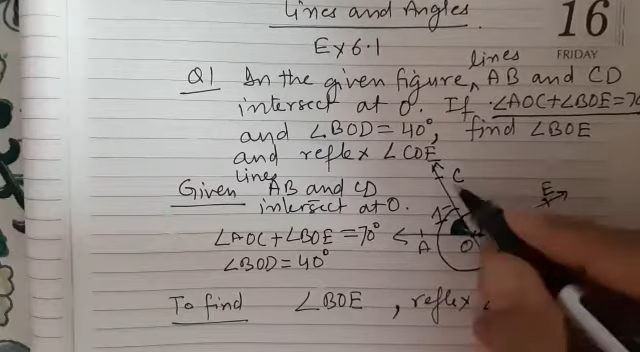 Lines and Angles
16
FRIDAY
Ex 6.1
Q1 In the given figure, lines AB and CD
intersect at O. If ∠AOC+∠BOE=70
and ∠BOD=40°, find ∠BOE
and reflex ∠COE
Given lines AB and CD
intersect at O.
∠AOC+∠BOE=70°
∠BOD=40°
To find ∠BOE, reflex ∠
C
E
A
O